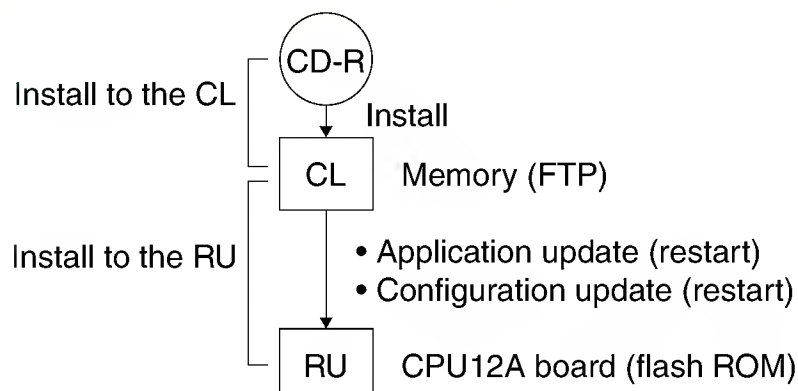 CD-R
Install to the CL
Install
CL Memory (FTP)
Install to the RU
• Application update (restart)
• Configuration update (restart)
RU CPU12A board (flash ROM)